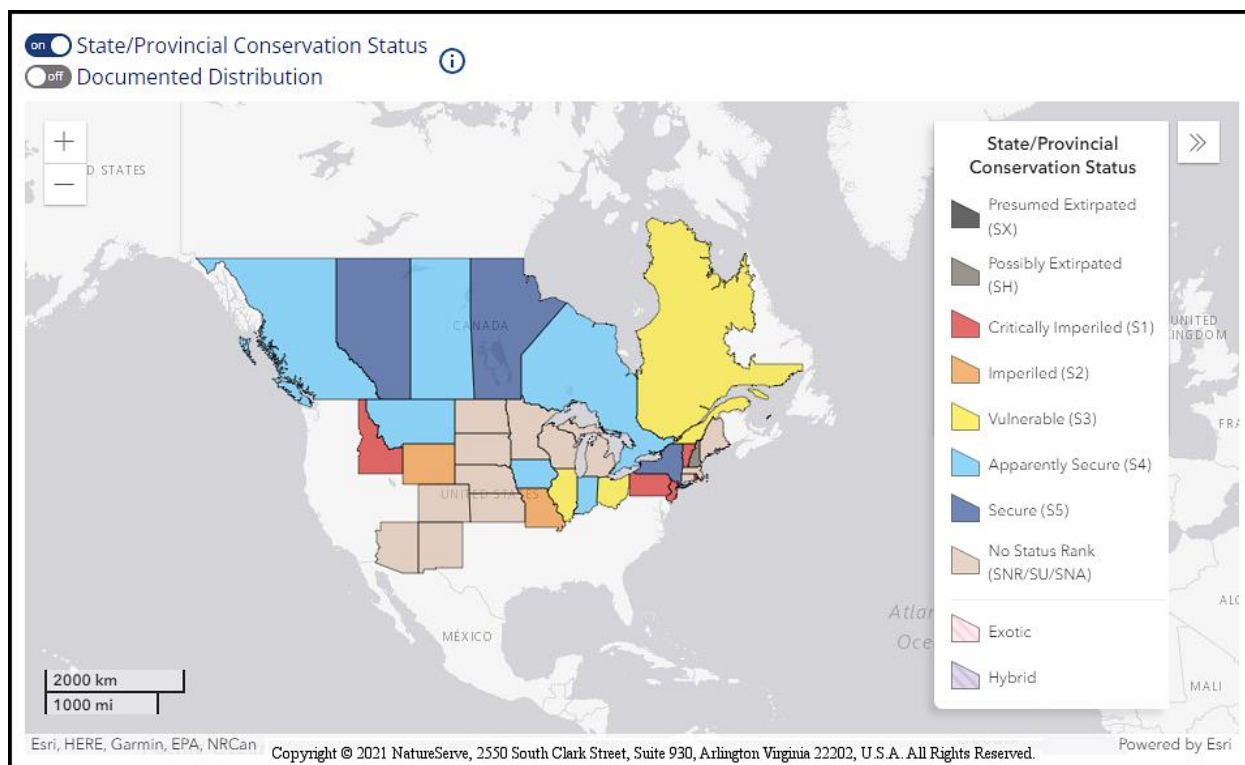 on State/Provincial Conservation Status
off Documented Distribution
i
+
−
D STATES
CANADA
UNITED STATES
MÉXICO
UNITED
KINGDOM
FRA
ALG
MALI
Atlan
Oce
State/Provincial
Conservation Status
Presumed Extirpated
(SX)
Possibly Extirpated
(SH)
Critically Imperiled (S1)
Imperiled (S2)
Vulnerable (S3)
Apparently Secure (S4)
Secure (S5)
No Status Rank
(SNR/SU/SNA)
Exotic
Hybrid
2000 km
1000 mi
Esri, HERE, Garmin, EPA, NRCan
Copyright © 2021 NatureServe, 2550 South Clark Street, Suite 930, Arlington Virginia 22202, U.S.A. All Rights Reserved.
Powered by Esri